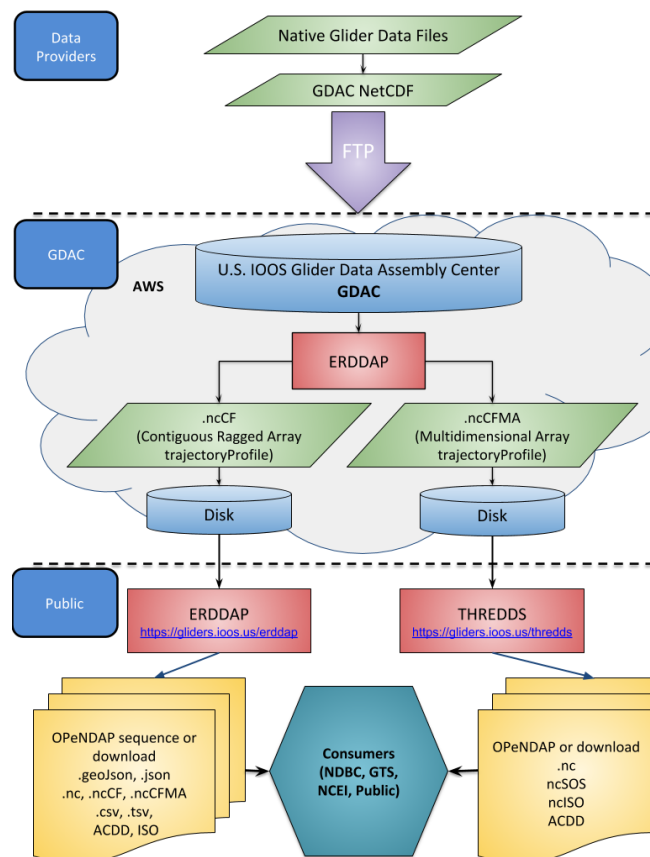 Data
Providers
Native Glider Data Files
GDAC NetCDF
FTP
GDAC
AWS
U.S. IOOS Glider Data Assembly Center
GDAC
ERDDAP
.ncCF
(Contiguous Ragged Array
trajectoryProfile)
.ncCFMA
(Multidimensional Array
trajectoryProfile)
Disk
Disk
Public
ERDDAP
https://gliders.ioos.us/erddap
THREDDS
https://gliders.ioos.us/thredds
OPeNDAP sequence or
download
.geoJson, .json
.nc, .ncCF, .ncCFMA
.csv, .tsv,
ACDD, ISO
Consumers
(NDBC, GTS,
NCEI, Public)
OPeNDAP or download
.nc
ncSOS
ncISO
ACDD